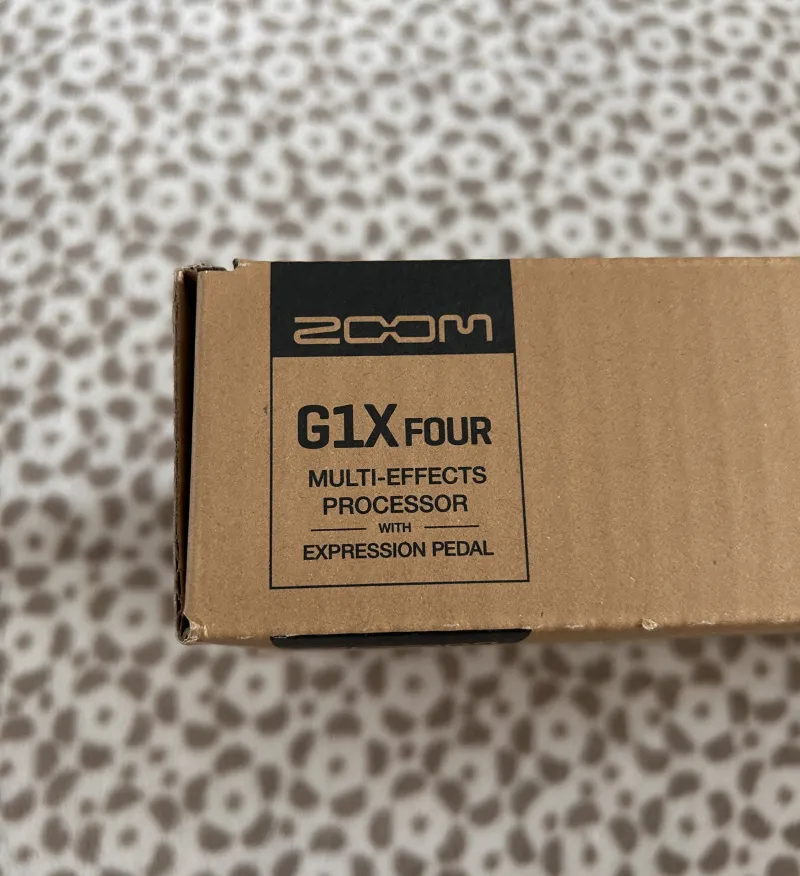 ZOOM
G1X FOUR
MULTI-EFFECTS
PROCESSOR
WITH
EXPRESSION PEDAL